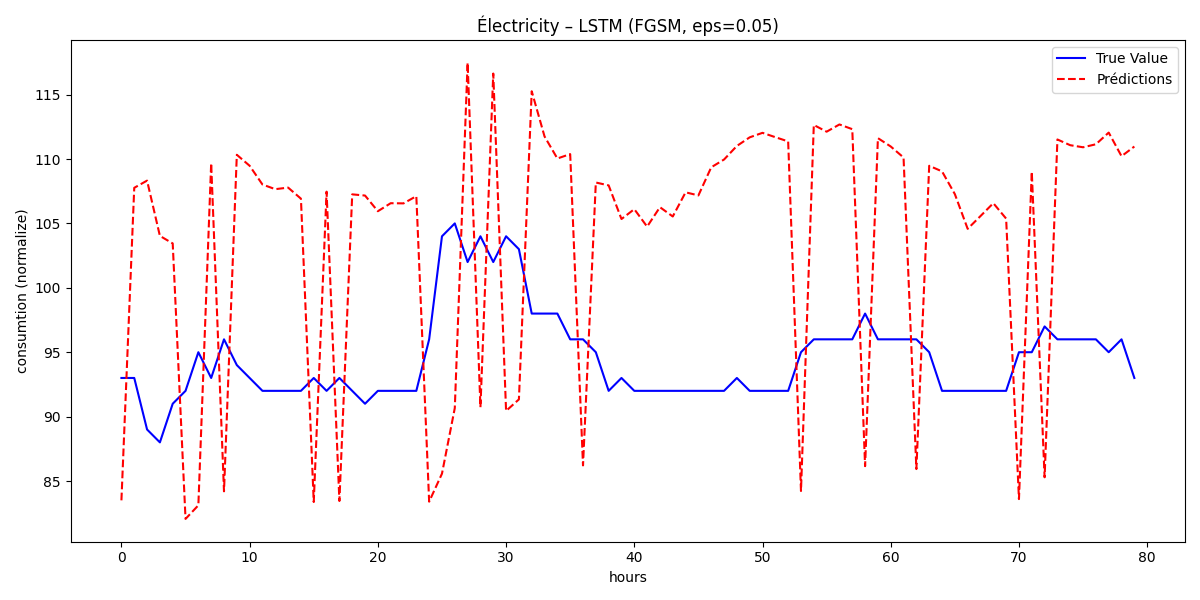 Électricity – LSTM (FGSM, eps=0.05)
True Value
Prédictions
consumtion (normalize)
115
110
105
100
95
90
85
0 10 20 30 40 50 60 70 80
hours